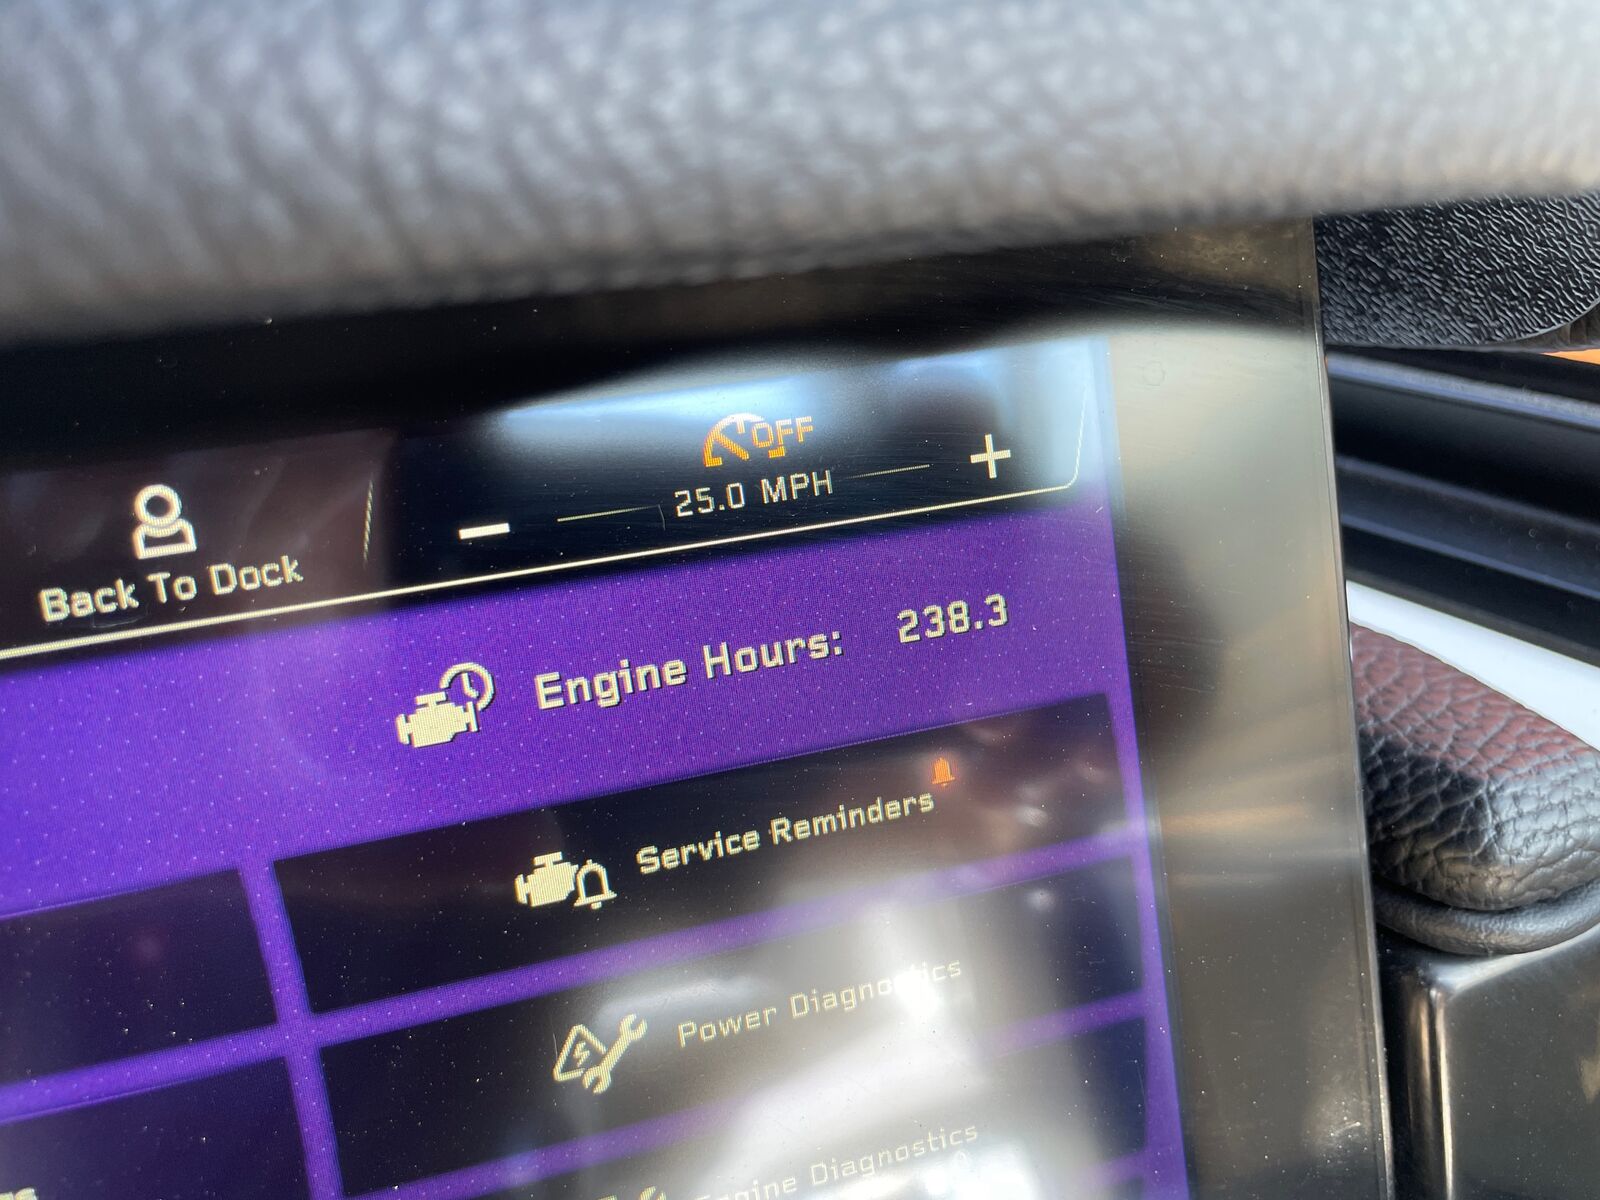 OFF
25.0 MPH
Back To Dock
Engine Hours: 238.3
Service Reminders
Power Diagnostics
Engine Diagnostics